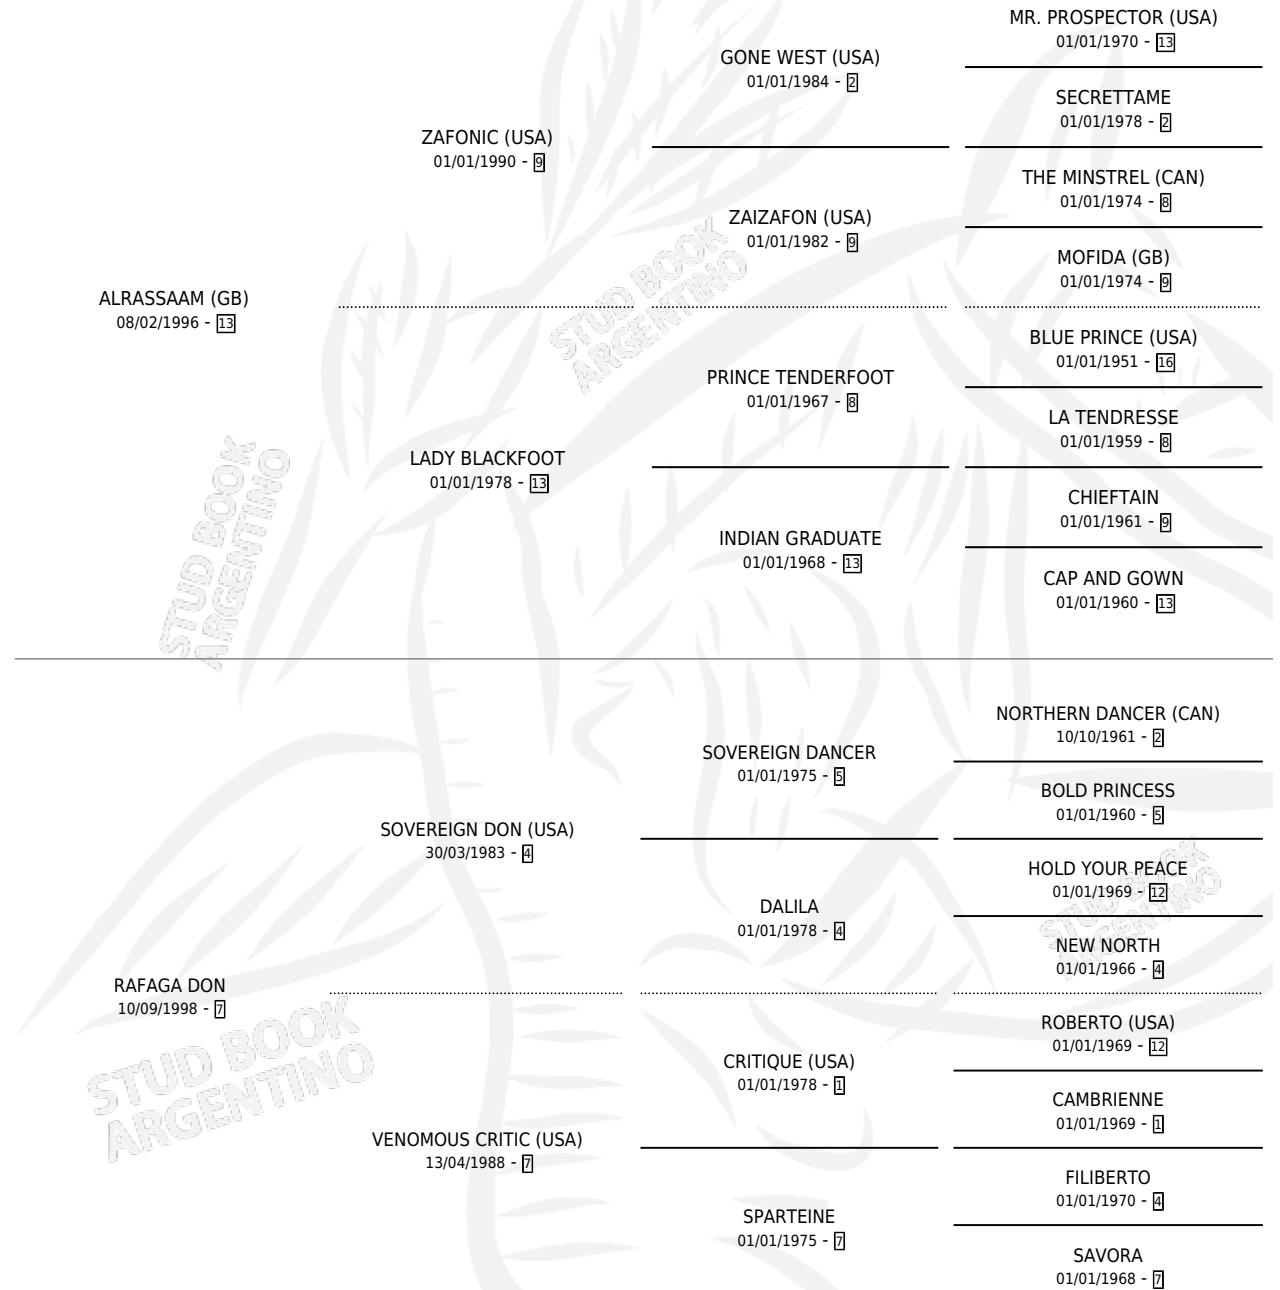 MR. PROSPECTOR (USA)
01/01/1970 - 13
GONE WEST (USA)
01/01/1984 - 2
SECRETTAME
01/01/1978 - 2
ZAFONIC (USA)
01/01/1990 - 9
THE MINSTREL (CAN)
01/01/1974 - 8
ZAIZAFON (USA)
01/01/1982 - 9
MOFIDA (GB)
01/01/1974 - 9
ALRASSAAM (GB)
08/02/1996 - 13
BLUE PRINCE (USA)
01/01/1951 - 16
PRINCE TENDERFOOT
01/01/1967 - 8
LA TENDRESSE
01/01/1959 - 8
LADY BLACKFOOT
01/01/1978 - 13
CHIEFTAIN
01/01/1961 - 9
INDIAN GRADUATE
01/01/1968 - 13
CAP AND GOWN
01/01/1960 - 13
NORTHERN DANCER (CAN)
10/10/1961 - 2
SOVEREIGN DANCER
01/01/1975 - 5
BOLD PRINCESS
01/01/1960 - 5
SOVEREIGN DON (USA)
30/03/1983 - 4
HOLD YOUR PEACE
01/01/1969 - 12
DALILA
01/01/1978 - 4
NEW NORTH
01/01/1966 - 4
RAFAGA DON
10/09/1998 - 7
ROBERTO (USA)
01/01/1969 - 12
CRITIQUE (USA)
01/01/1978 - 1
CAMBRIENNE
01/01/1969 - 1
VENOMOUS CRITIC (USA)
13/04/1988 - 7
FILIBERTO
01/01/1970 - 4
SPARTEINE
01/01/1975 - 7
SAVORA
01/01/1968 - 7
STUD BOOK
ARGENTINO
STUD BOOK
ARGENTINO
STUD BOOK
ARGENTINO
STUD BOOK
ARGENTINO